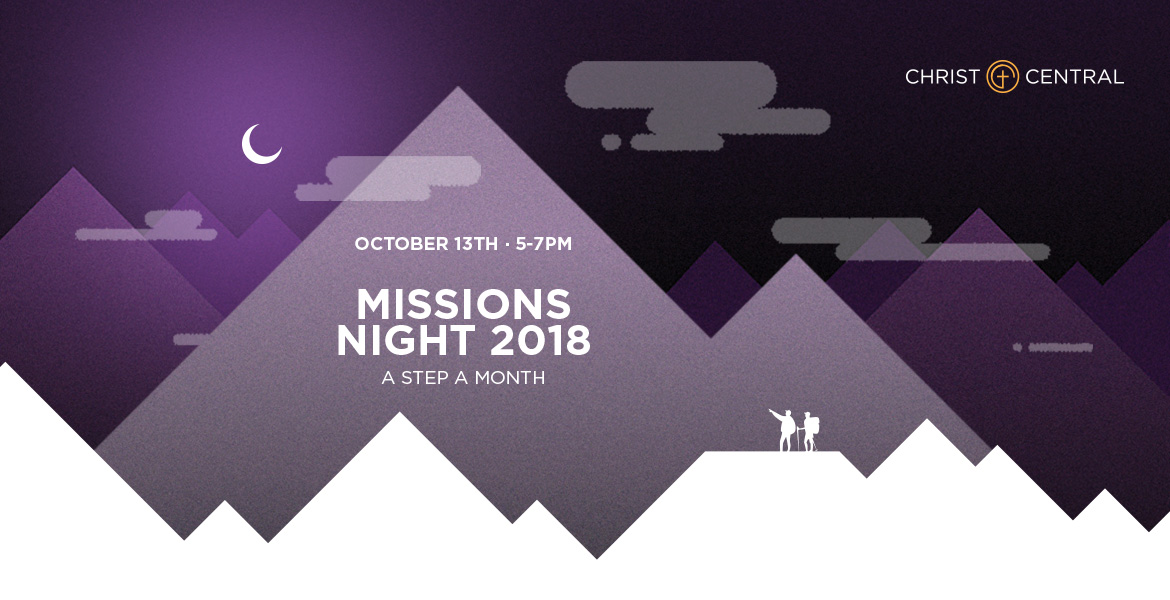 CHRIST CENTRAL
OCTOBER 13TH · 5-7PM
MISSIONS
NIGHT 2018
A STEP A MONTH